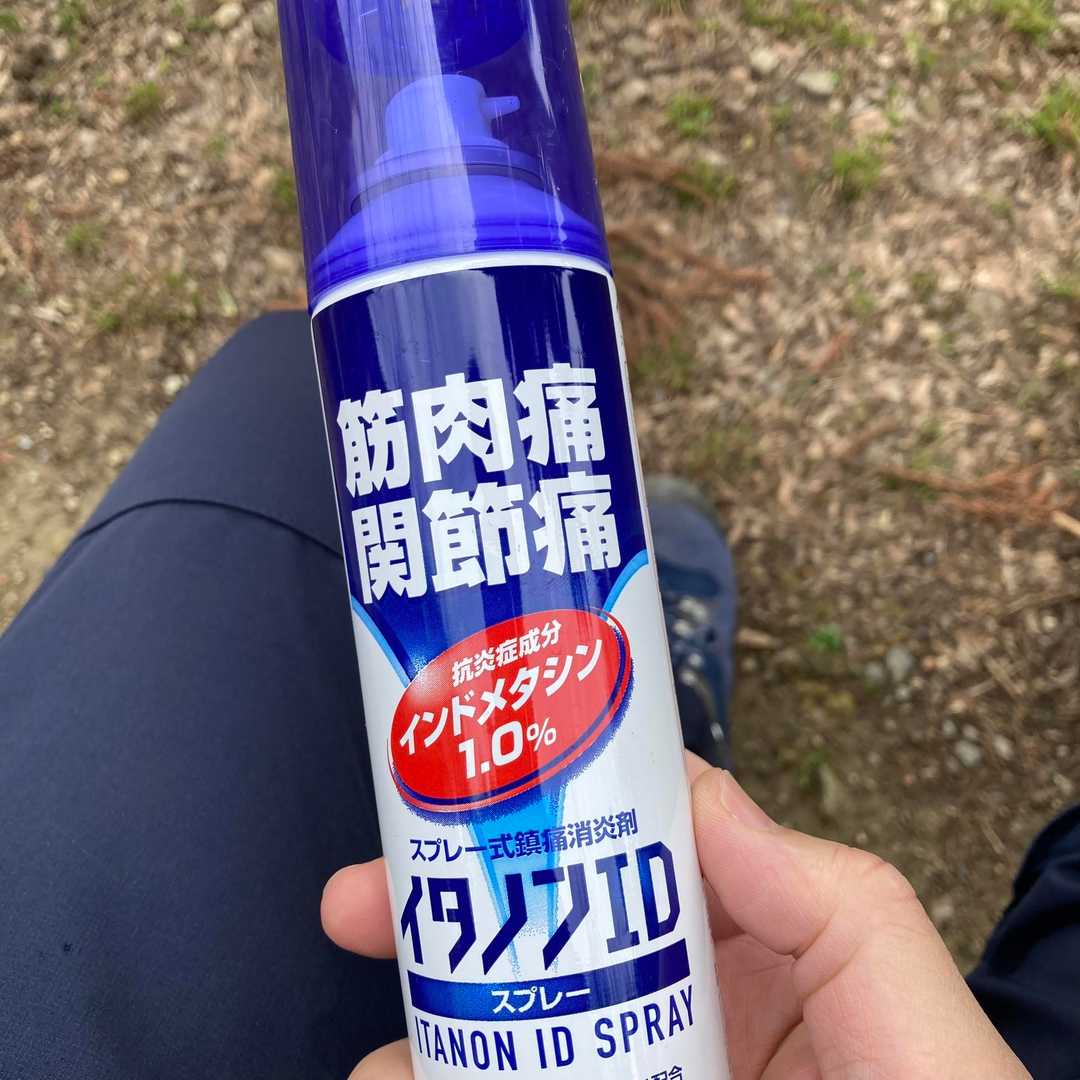 筋肉痛
関節痛
抗炎症成分
インドメタシン
1.0%
スプレー式鎮痛消炎剤
イタノンID
スプレー
ITANON ID SPRAY
配合